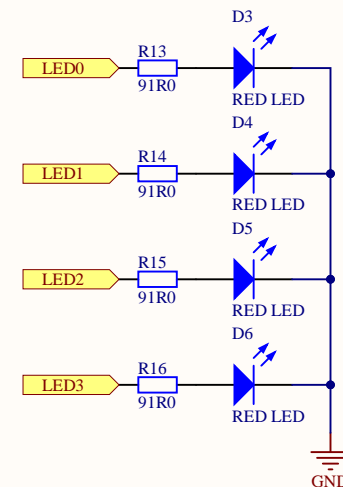 D3
R13
LED0
91R0
RED LED
D4
R14
LED1
91R0
RED LED
D5
R15
LED2
91R0
RED LED
D6
R16
LED3
91R0
RED LED
GND